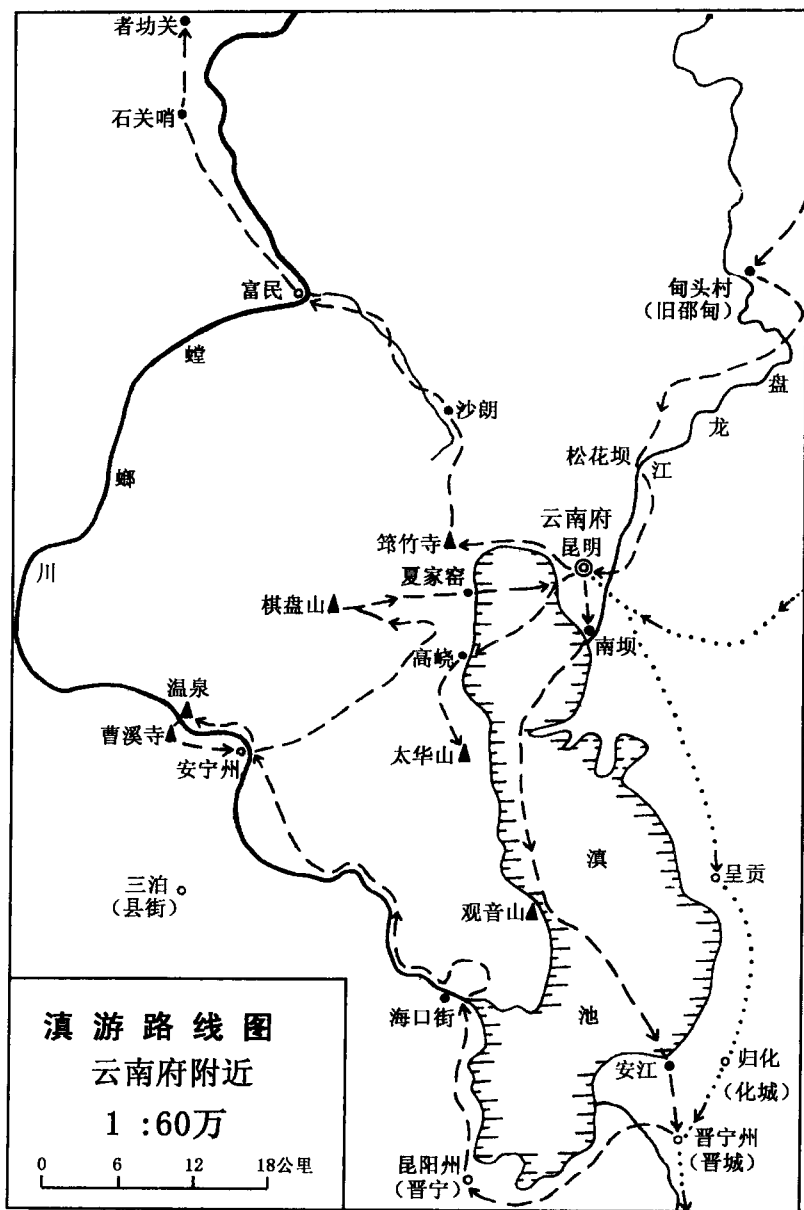 者功关
石关哨
富民
螳
螂
川
甸头村
(旧邵甸)
盘
龙
江
沙朗
松花坝
云南府
昆明
筇竹寺
夏家窑
棋盘山
南坝
高峣
温泉
曹溪寺
安宁州
太华山
三泊
(县街)
滇
池
呈贡
观音山
海口街
安江
归化
(化城)
晋宁州
(晋城)
昆阳州
(晋宁)
滇游路线图
云南府附近
1:60万
0 6 12 18公里